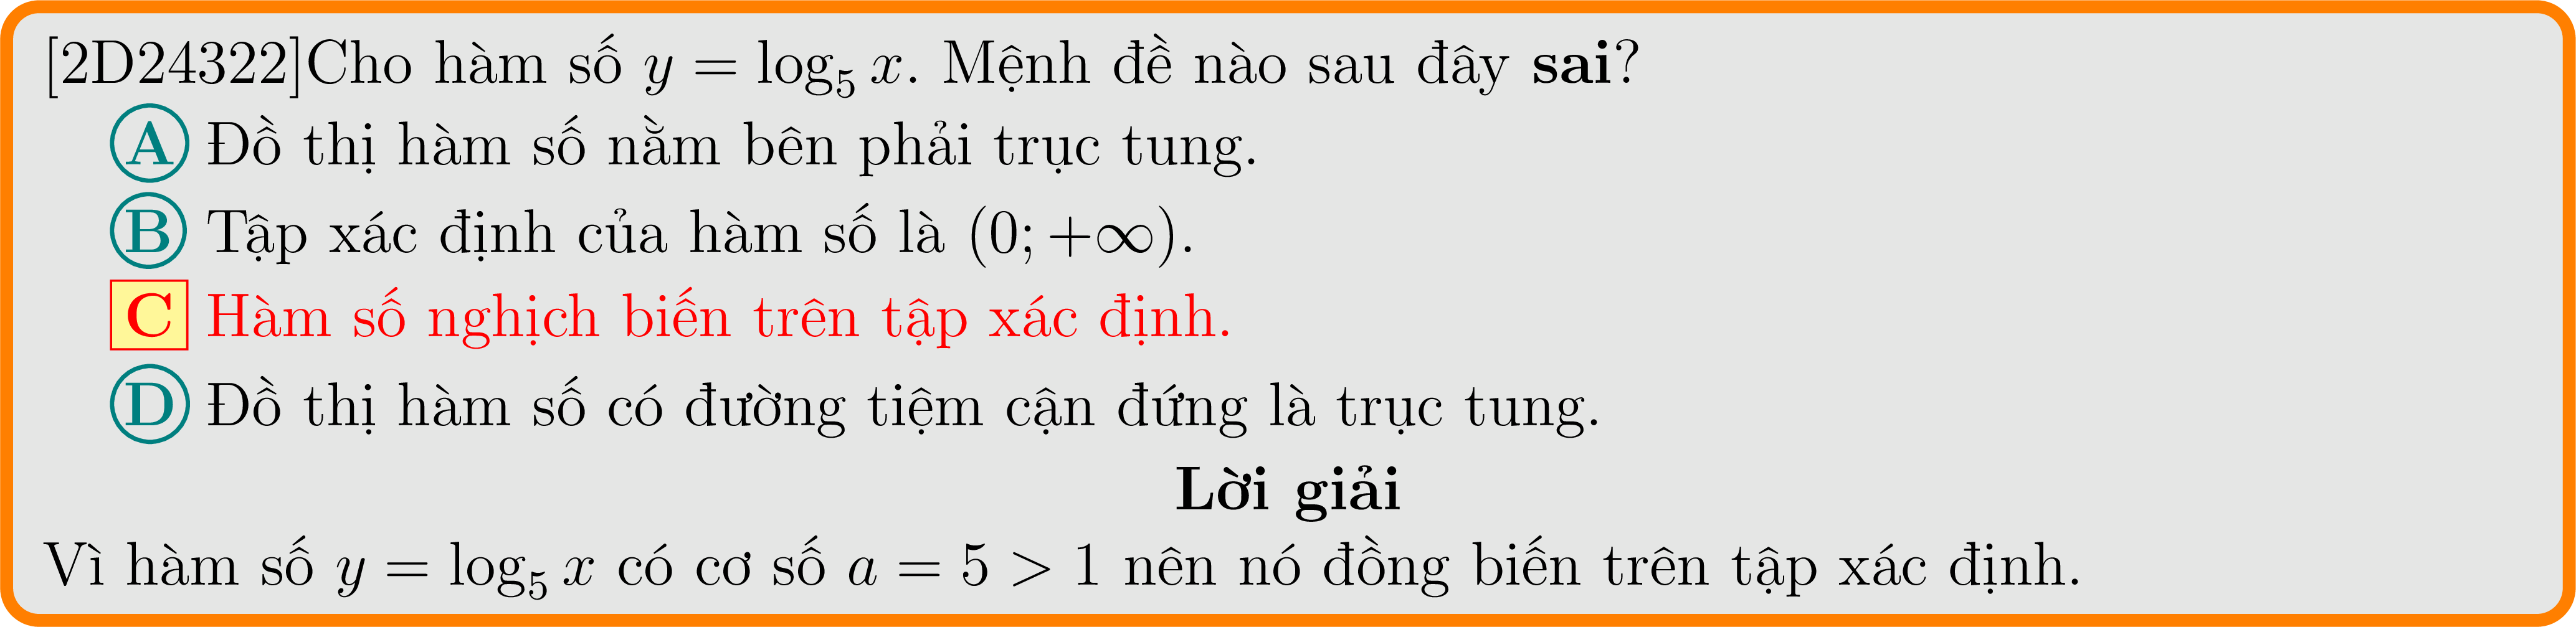 [2D24322]Cho hàm số y = log₅ x. Mệnh đề nào sau đây sai?
A Đồ thị hàm số nằm bên phải trục tung.
B Tập xác định của hàm số là (0; +∞).
C Hàm số nghịch biến trên tập xác định.
D Đồ thị hàm số có đường tiệm cận đứng là trục tung.
Lời giải
Vì hàm số y = log₅ x có cơ số a = 5 > 1 nên nó đồng biến trên tập xác định.